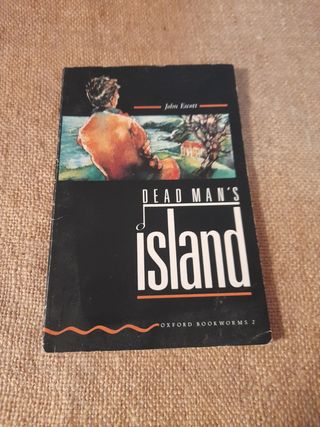 John Escott
DEAD MAN'S
island
OXFORD BOOKWORMS 2